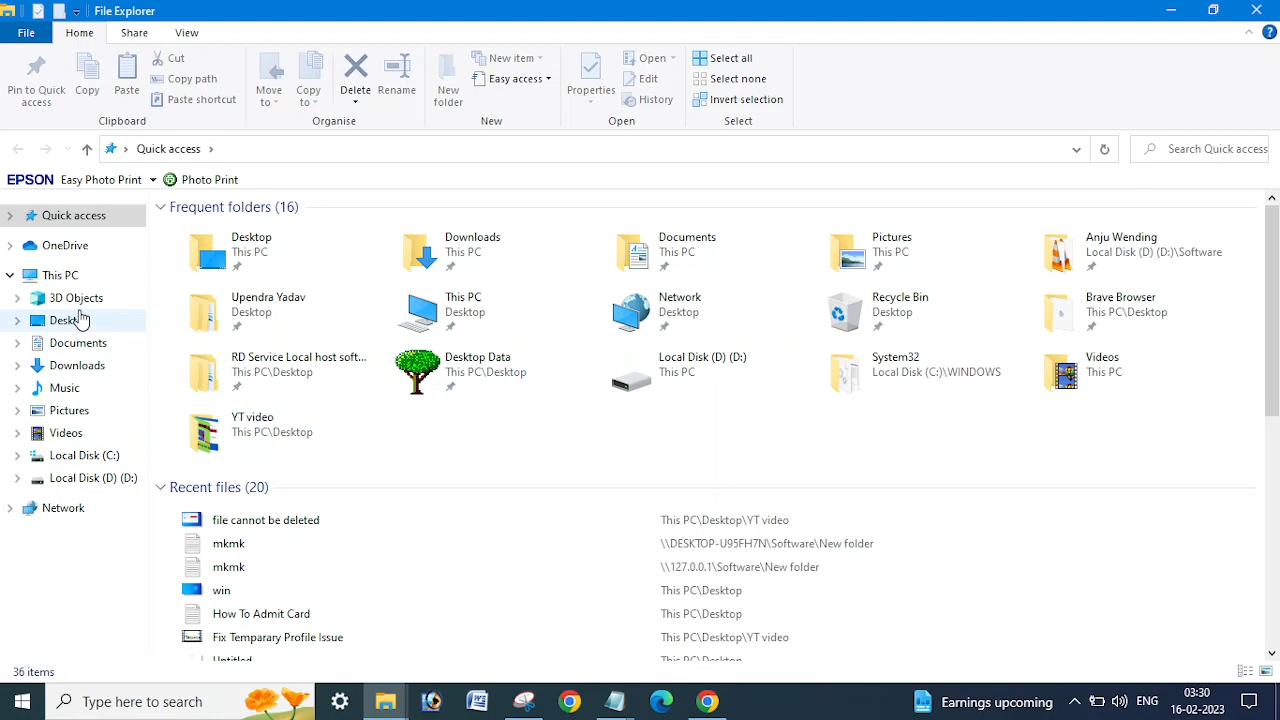 File Explorer
File Home Share View
Pin to Quick access
Copy
Paste
Cut
Copy path
Paste shortcut
Clipboard
Move to
Copy to
Delete
Rename
Organise
New folder
New item
Easy access
New
Properties
Open
Edit
History
Open
Select all
Select none
Invert selection
Select
Quick access
Search Quick access
EPSON Easy Photo Print Photo Print
Quick access
OneDrive
This PC
3D Objects
Documents
Downloads
Music
Pictures
Videos
Local Disk (C:)
Local Disk (D) (D:)
Network
Frequent folders (16)
Desktop
This PC
Downloads
This PC
Documents
This PC
Pictures
This PC
Anju Wending
Local Disk (D) (D:)\Software
Upendra Yadav
Desktop
This PC
Desktop
Network
Desktop
Recycle Bin
Desktop
Brave Browser
This PC\Desktop
RD Service Local host soft...
This PC\Desktop
Desktop Data
This PC\Desktop
Local Disk (D) (D:)
This PC
System32
Local Disk (C:)\WINDOWS
Videos
This PC
YT video
This PC\Desktop
Recent files (20)
file cannot be deleted This PC\Desktop\YT video
mkmk \\DESKTOP-U95FH7N\Software\New folder
mkmk \\127.0.0.1\Software\New folder
win This PC\Desktop
How To Admit Card This PC\Desktop
Fix Temparary Profile Issue This PC\Desktop\YT video
36 items
Type here to search
Earnings upcoming
ENG
03:30
16-02-2023